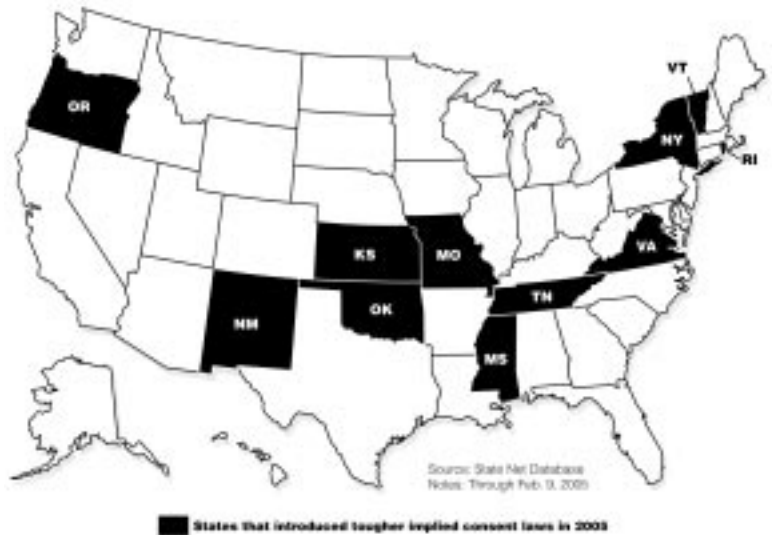 VT
OR
NY
RI
KS
MO
VA
TN
OK
NM
MS
Source: State Net Database
Notes: Through Feb. 9, 2005
States that introduced tougher implied consent laws in 2005